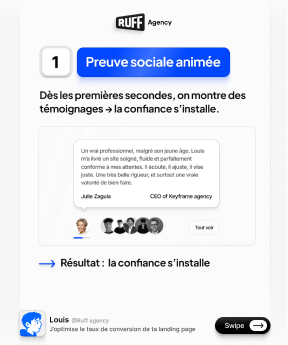 RUFF Agency
1
Preuve sociale animée
Dès les premières secondes, on montre des
témoignages → la confiance s'installe.
Un vrai professionnel, malgré son jeune âge. Louis
m'a livré un site soigné, fluide et parfaitement
conforme à mes attentes. Il écoute, il ajuste, il vise
juste. Une très belle rigueur, et surtout une vraie
volonté de bien faire.
Julie Zagula
CEO of Keyframe agency
Tout voir
→ Résultat : la confiance s'installe
Louis @Ruff agency
J'optimise le taux de conversion de ta landing page
Swipe →